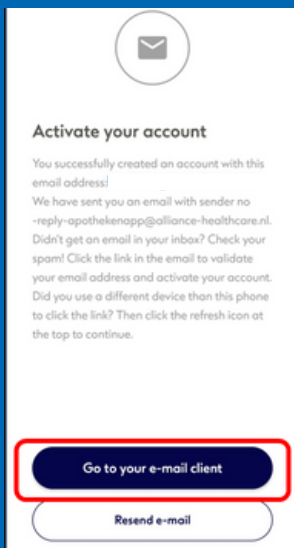 Activate your account
You successfully created an account with this
email address:
We have sent you an email with sender no
-reply-apothekenapp@alliance-healthcare.nl.
Didn't get an email in your inbox? Check your
spam! Click the link in the email to validate
your email address and activate your account.
Did you use a different device than this phone
to click the link? Then click the refresh icon at
the top to continue.
Go to your e-mail client
Resend e-mail